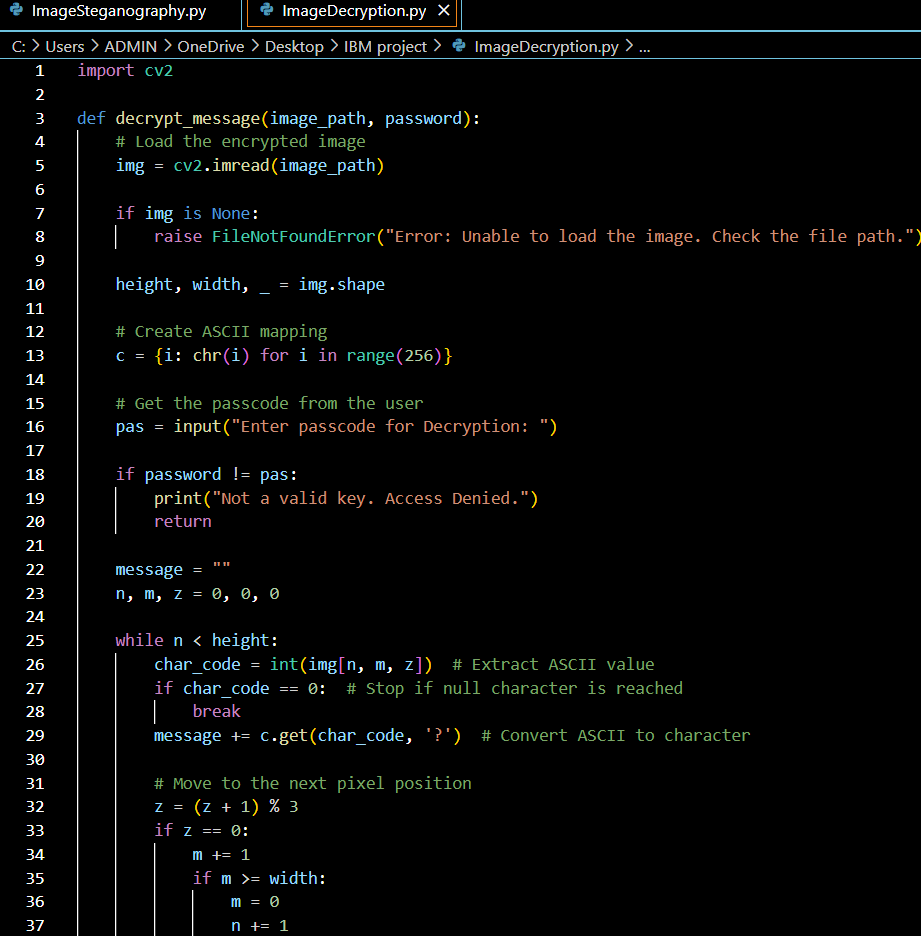 ImageSteganography.py ImageDecryption.py
C: > Users > ADMIN > OneDrive > Desktop > IBM project > ImageDecryption.py > ...
1 import cv2
2
3 def decrypt_message(image_path, password):
4 # Load the encrypted image
5 img = cv2.imread(image_path)
6
7 if img is None:
8 raise FileNotFoundError("Error: Unable to load the image. Check the file path.")
9
10 height, width, _ = img.shape
11
12 # Create ASCII mapping
13 c = {i: chr(i) for i in range(256)}
14
15 # Get the passcode from the user
16 pas = input("Enter passcode for Decryption: ")
17
18 if password != pas:
19 print("Not a valid key. Access Denied.")
20 return
21
22 message = ""
23 n, m, z = 0, 0, 0
24
25 while n < height:
26 char_code = int(img[n, m, z]) # Extract ASCII value
27 if char_code == 0: # Stop if null character is reached
28 break
29 message += c.get(char_code, '?') # Convert ASCII to character
30
31 # Move to the next pixel position
32 z = (z + 1) % 3
33 if z == 0:
34 m += 1
35 if m >= width:
36 m = 0
37 n += 1